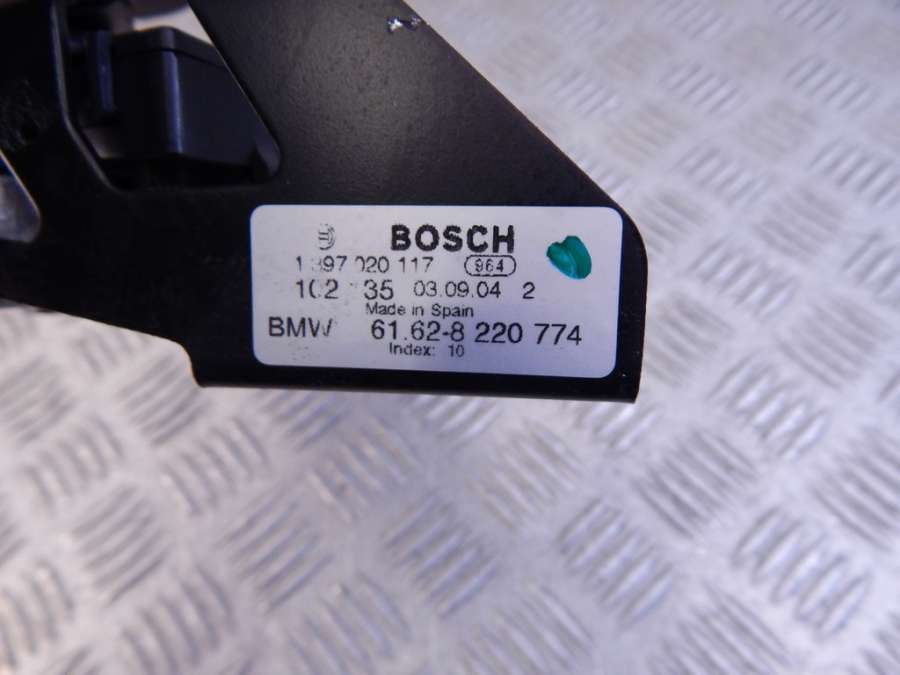 BOSCH
020 117 964
35 03.09.04 2
Made in Spain
BMW 61.62-8 220 774
Index: 10